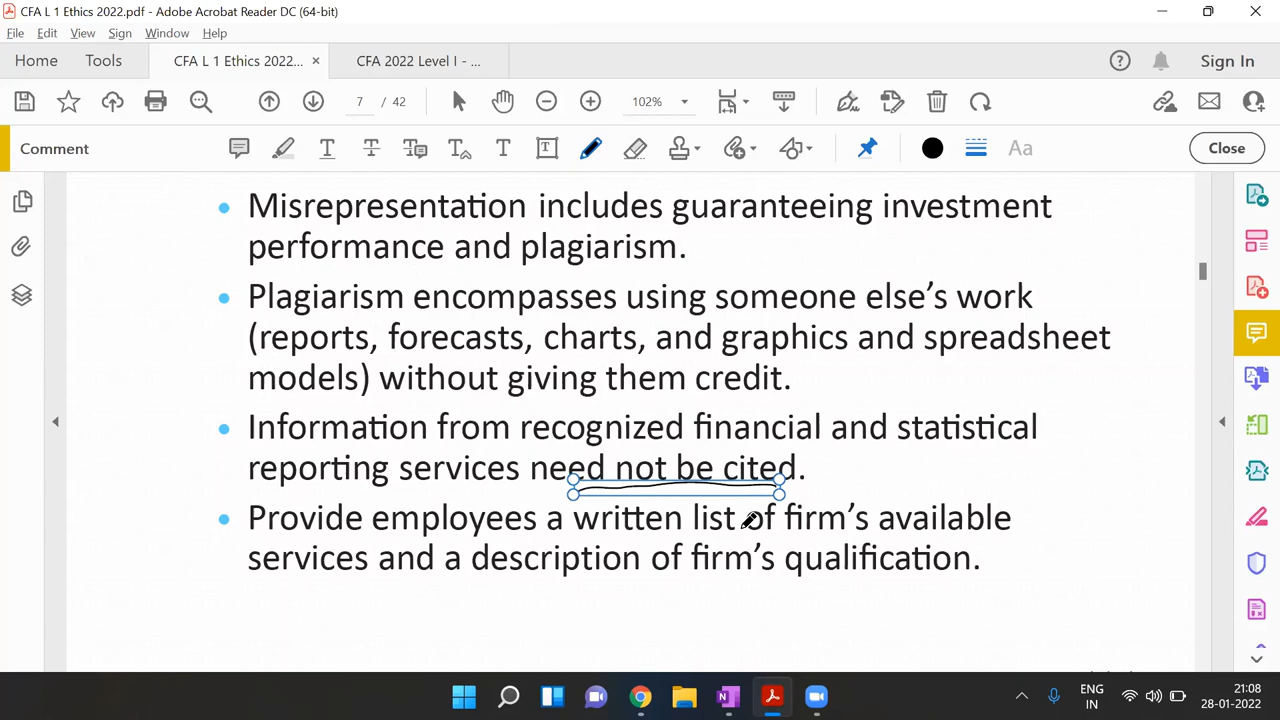 CFA L 1 Ethics 2022.pdf - Adobe Acrobat Reader DC (64-bit)
File Edit View Sign Window Help
Home Tools CFA L 1 Ethics 2022... × CFA 2022 Level I - ... Sign In
7 / 42 102%
Comment Aa Close
• Misrepresentation includes guaranteeing investment
performance and plagiarism.
• Plagiarism encompasses using someone else’s work
(reports, forecasts, charts, and graphics and spreadsheet
models) without giving them credit.
• Information from recognized financial and statistical
reporting services need not be cited.
• Provide employees a written list of firm’s available
services and a description of firm’s qualification.
ENG 21:08
IN 28-01-2022